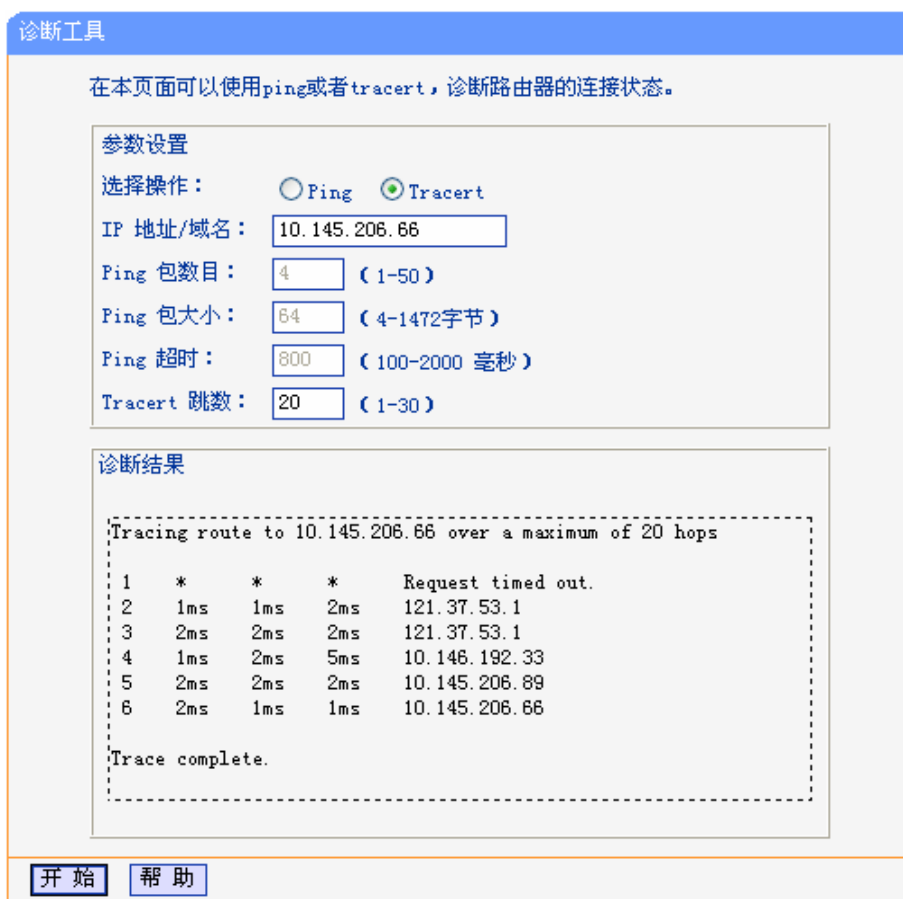 诊断工具
在本页面可以使用ping或者tracert，诊断路由器的连接状态。
参数设置
选择操作： Ping Tracert
IP 地址/域名： 10.145.206.66
Ping 包数目： 4 （1-50）
Ping 包大小： 64 （4-1472字节）
Ping 超时： 800 （100-2000 毫秒）
Tracert 跳数： 20 （1-30）
诊断结果
Tracing route to 10.145.206.66 over a maximum of 20 hops
1 * * * Request timed out.
2 1ms 1ms 2ms 121.37.53.1
3 2ms 2ms 2ms 121.37.53.1
4 1ms 2ms 5ms 10.146.192.33
5 2ms 2ms 2ms 10.145.206.89
6 2ms 1ms 1ms 10.145.206.66
Trace complete.
开 始 帮 助